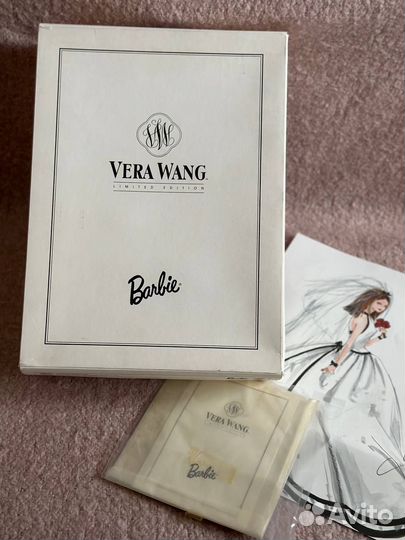 VERA WANG
LIMITED EDITION
Barbie
VERA WANG
Barbie
Avito